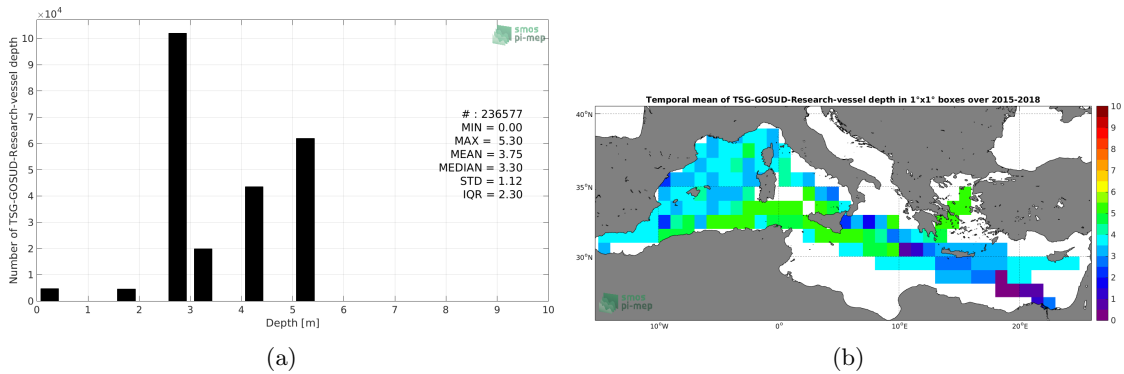 ×10⁴
10
9
8
7
6
5
4
3
2
1
0
Number of TSG-GOSUD-Research-vessel depth
0 1 2 3 4 5 6 7 8 9 10
Depth [m]
smos
pi-mep
# : 236577
MIN = 0.00
MAX = 5.30
MEAN = 3.75
MEDIAN = 3.30
STD = 1.12
IQR = 2.30
(a)
Temporal mean of TSG-GOSUD-Research-vessel depth in 1°x1° boxes over 2015-2018
40°N
35°N
30°N
10°W 0° 10°E 20°E
smos
pi-mep
10
9
8
7
6
5
4
3
2
1
0
(b)